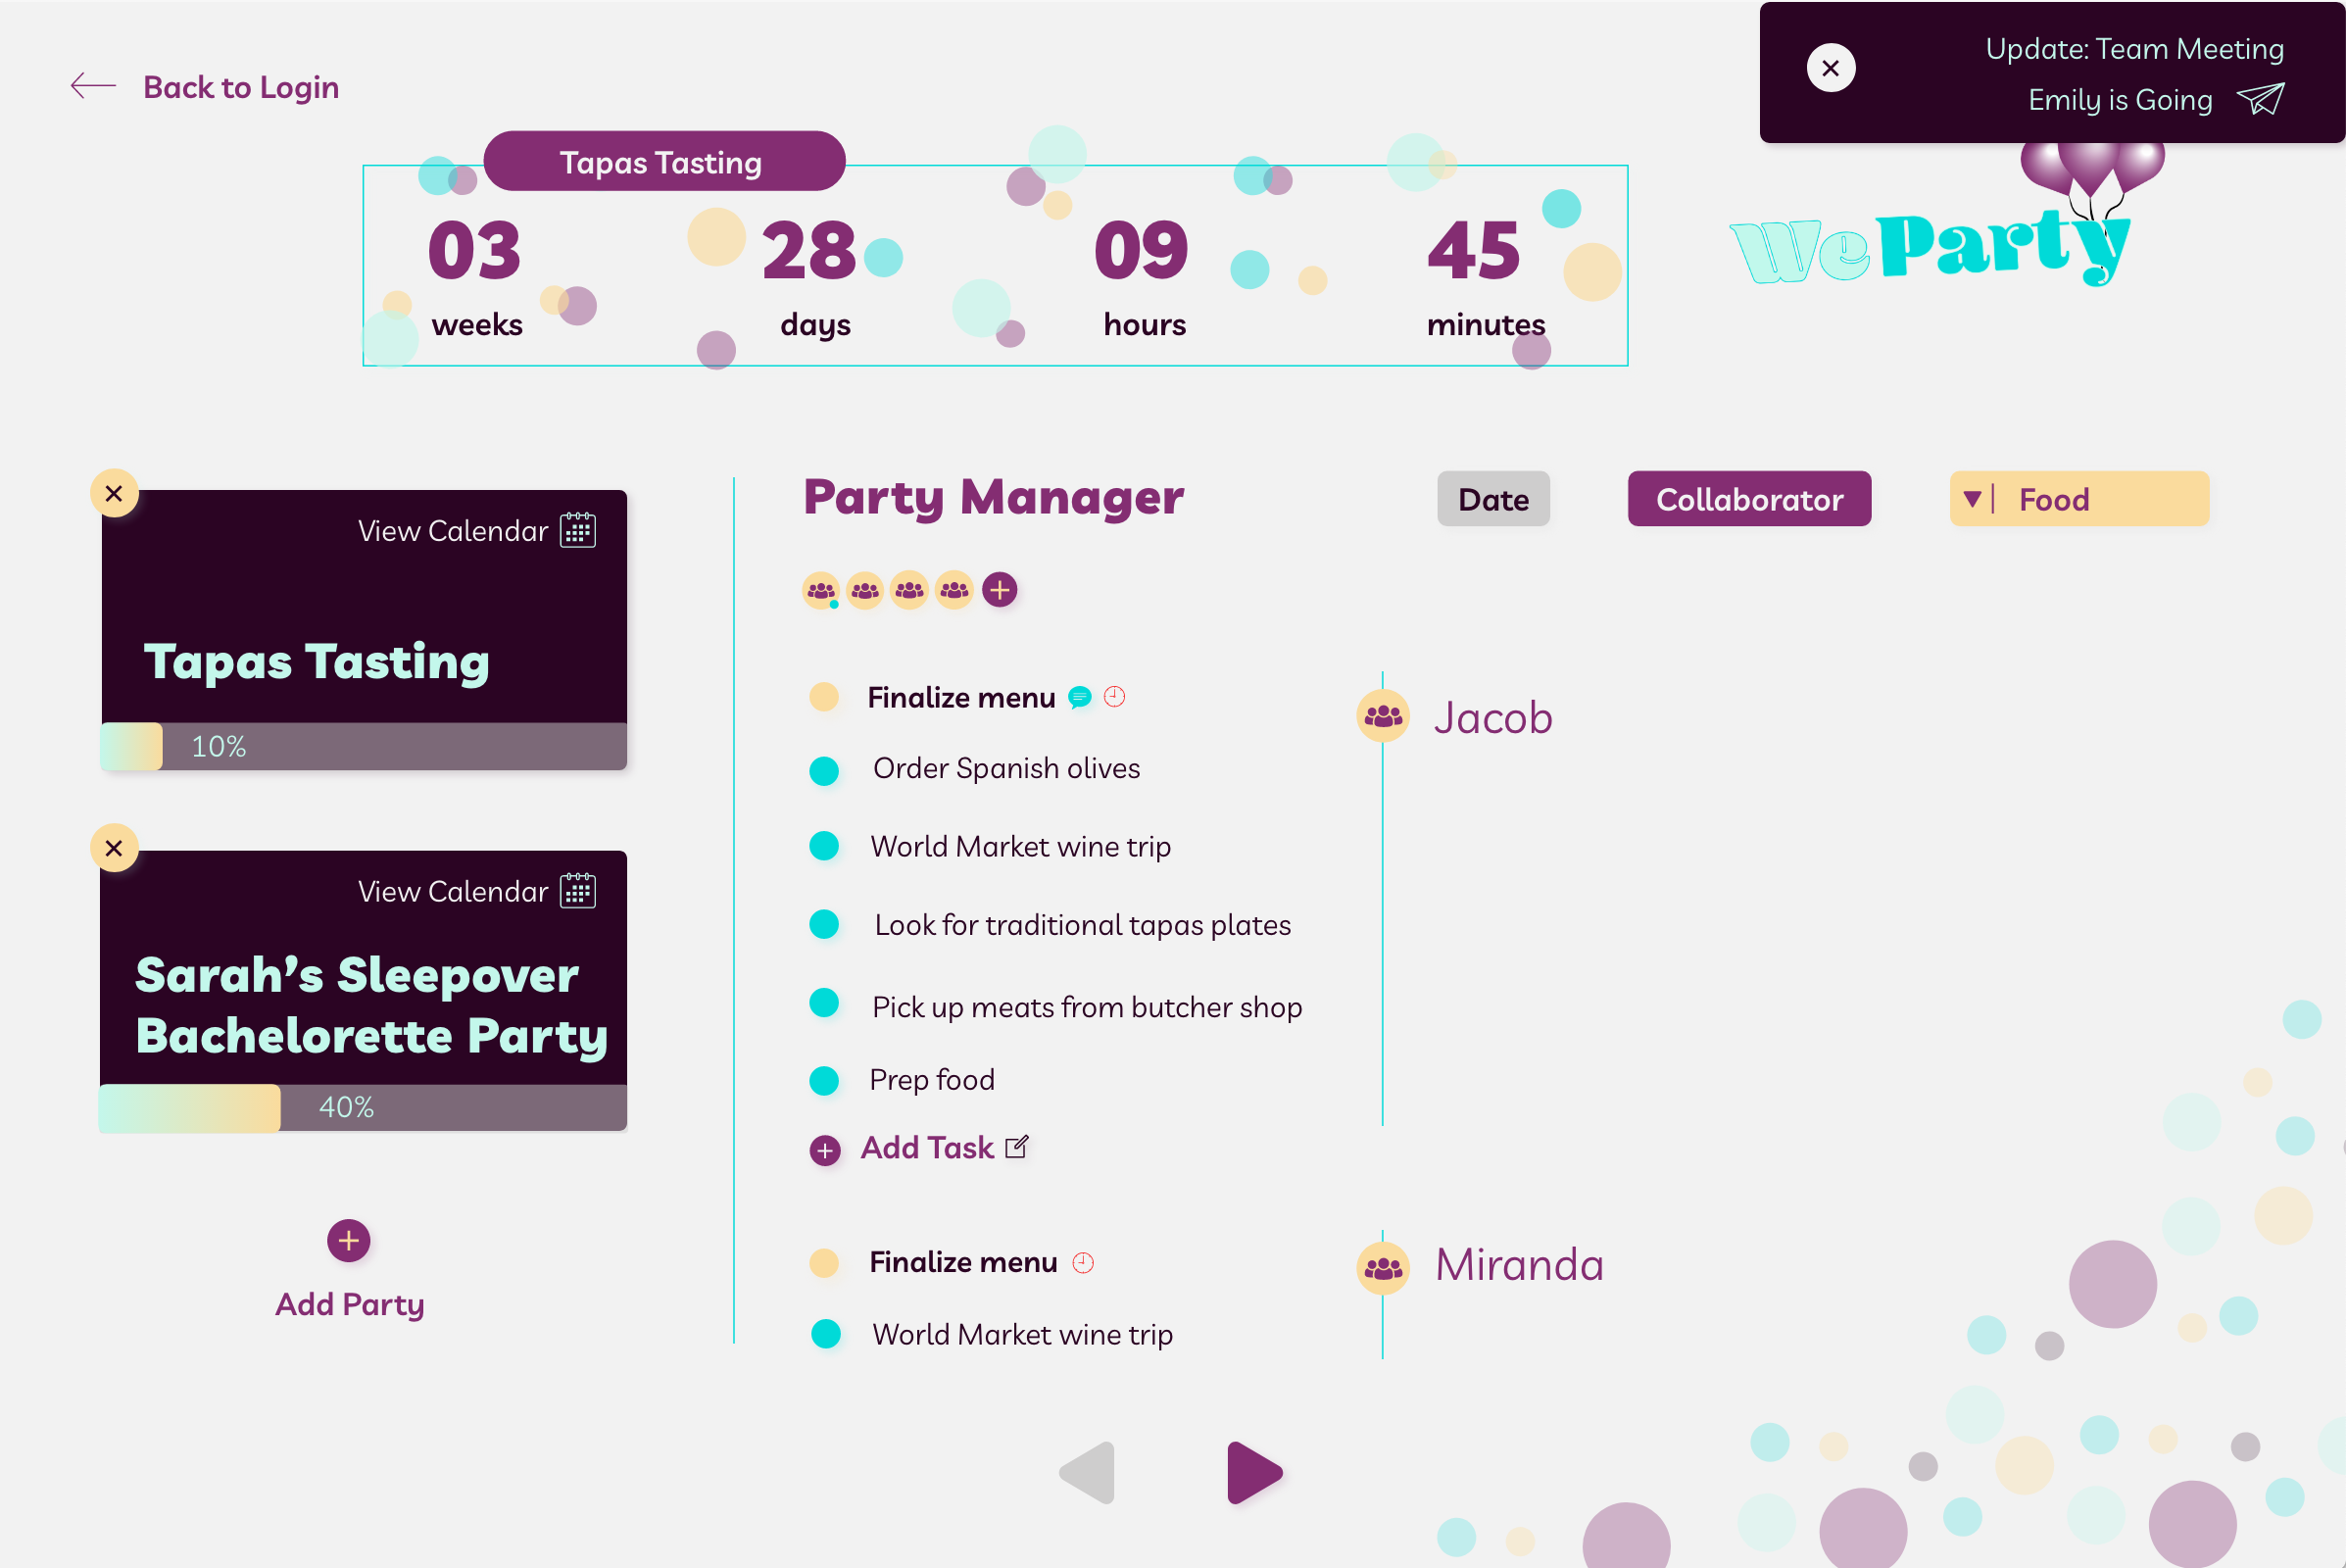 Update: Team Meeting
Emily is Going
Back to Login
Tapas Tasting
03 28 09 45
weeks days hours minutes
WeParty
View Calendar
Tapas Tasting
10%
View Calendar
Sarah’s Sleepover
Bachelorette Party
40%
Add Party
Party Manager
Date Collaborator Food
Finalize menu
Order Spanish olives
World Market wine trip
Look for traditional tapas plates
Pick up meats from butcher shop
Prep food
Add Task
Jacob
Finalize menu
World Market wine trip
Miranda